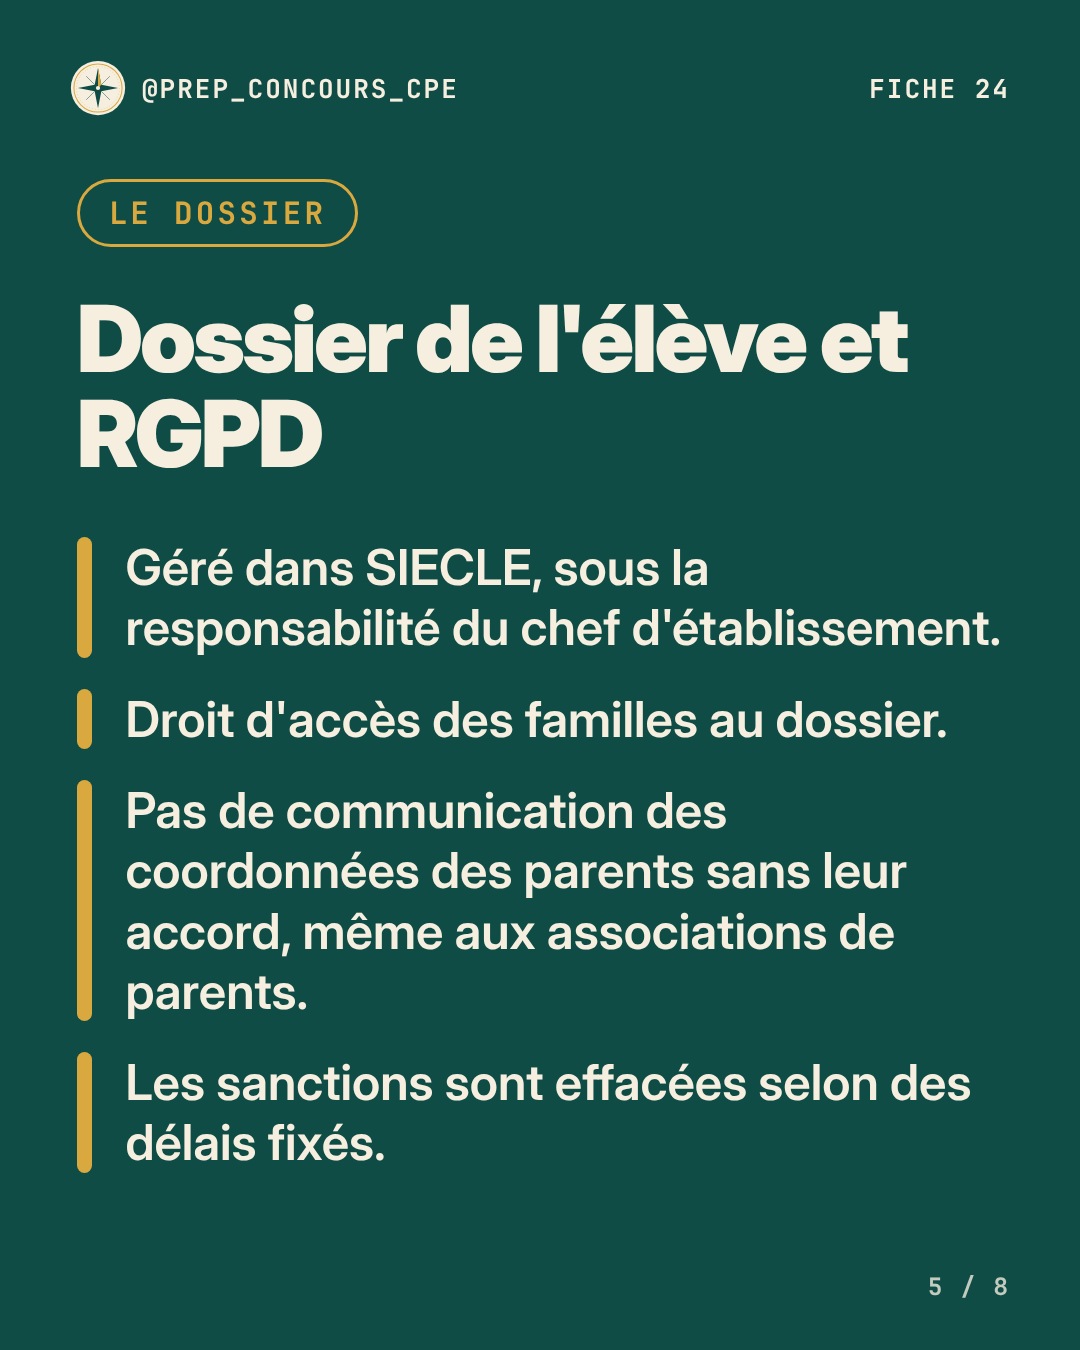 @PREP_CONCOURS_CPE
FICHE 24
LE DOSSIER
Dossier de l'élève et
RGPD
Géré dans SIECLE, sous la
responsabilité du chef d'établissement.
Droit d'accès des familles au dossier.
Pas de communication des
coordonnées des parents sans leur
accord, même aux associations de
parents.
Les sanctions sont effacées selon des
délais fixés.
5 / 8